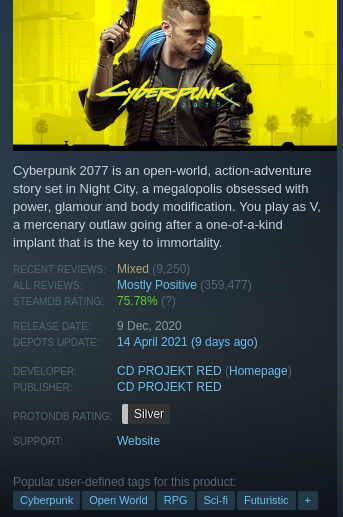 Cyberpunk
2077
Cyberpunk 2077 is an open-world, action-adventure
story set in Night City, a megalopolis obsessed with
power, glamour and body modification. You play as V,
a mercenary outlaw going after a one-of-a-kind
implant that is the key to immortality.
RECENT REVIEWS: Mixed (9,250)
ALL REVIEWS: Mostly Positive (359,477)
STEAMDB RATING: 75.78% (?)
RELEASE DATE: 9 Dec, 2020
DEPOTS UPDATE: 14 April 2021 (9 days ago)
DEVELOPER: CD PROJEKT RED (Homepage)
PUBLISHER: CD PROJEKT RED
PROTONDB RATING: Silver
SUPPORT: Website
Popular user-defined tags for this product:
Cyberpunk Open World RPG Sci-fi Futuristic +